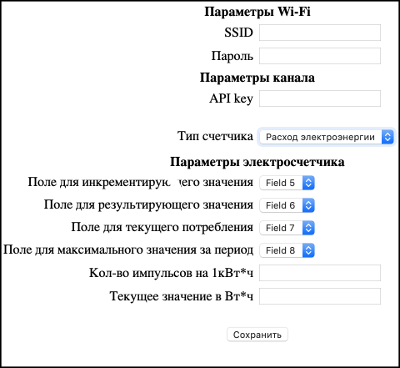 Параметры Wi-Fi
SSID
Пароль
Параметры канала
API key
Тип счетчика Расход электроэнергии
Параметры электросчетчика
Поле для инкрементирующего значения Field 5
Поле для результирующего значения Field 6
Поле для текущего потребления Field 7
Поле для максимального значения за период Field 8
Кол-во импульсов на 1кВт*ч
Текущее значение в Вт*ч
Сохранить